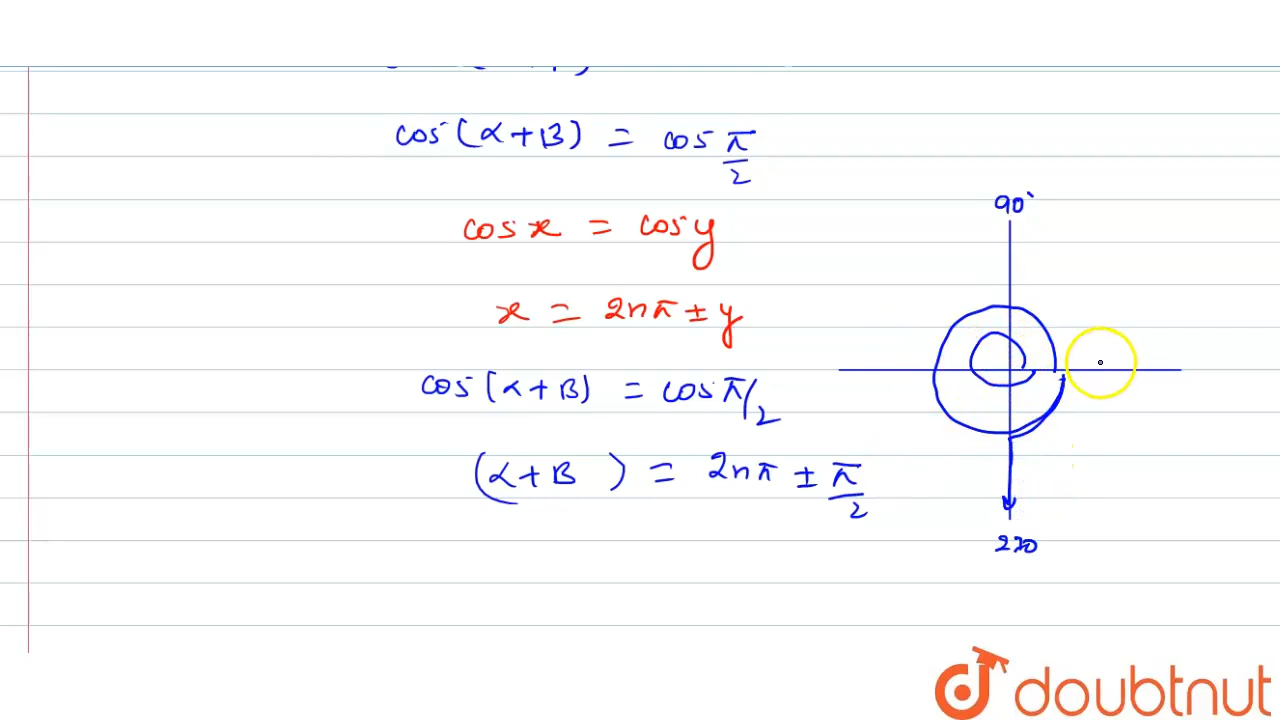 cos(α+B) = cos π/2
cos x = cos y
x = 2nπ ± y
cos(α+B) = cos π/2
(α+B) = 2nπ ± π/2
90°
270
doubtnut